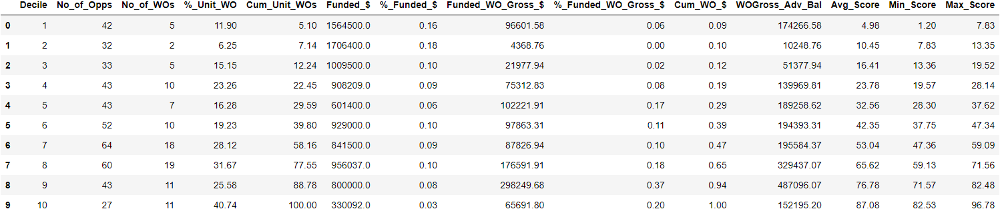 Decile No_of_Opps No_of_WOs %_Unit_WO Cum_Unit_WOs Funded_$ %_Funded_$ Funded_WO_Gross_$ %_Funded_WO_Gross_$ Cum_WO_$ WOGross_Adv_Bal Avg_Score Min_Score Max_Score
0 1 42 5 11.90 5.10 1564500.0 0.16 96601.58 0.06 0.09 174266.58 4.98 1.20 7.83
1 2 32 2 6.25 7.14 1706400.0 0.18 4368.76 0.00 0.10 10248.76 10.45 7.83 13.35
2 3 33 5 15.15 12.24 1009500.0 0.10 21977.94 0.02 0.12 51377.94 16.41 13.36 19.52
3 4 43 10 23.26 22.45 908209.0 0.09 75312.83 0.08 0.19 139969.81 23.78 19.57 28.14
4 5 43 7 16.28 29.59 601400.0 0.06 102221.91 0.17 0.29 189258.62 32.56 28.30 37.62
5 6 52 10 19.23 39.80 929000.0 0.10 97863.31 0.11 0.39 194393.31 42.35 37.75 47.34
6 7 64 18 28.12 58.16 841500.0 0.09 87826.94 0.10 0.47 195584.37 53.04 47.36 59.09
7 8 60 19 31.67 77.55 956037.0 0.10 176591.91 0.18 0.65 329437.07 65.62 59.13 71.56
8 9 43 11 25.58 88.78 800000.0 0.08 298249.68 0.37 0.94 487096.07 76.78 71.57 82.48
9 10 27 11 40.74 100.00 330092.0 0.03 65691.80 0.20 1.00 152195.20 87.08 82.53 96.78